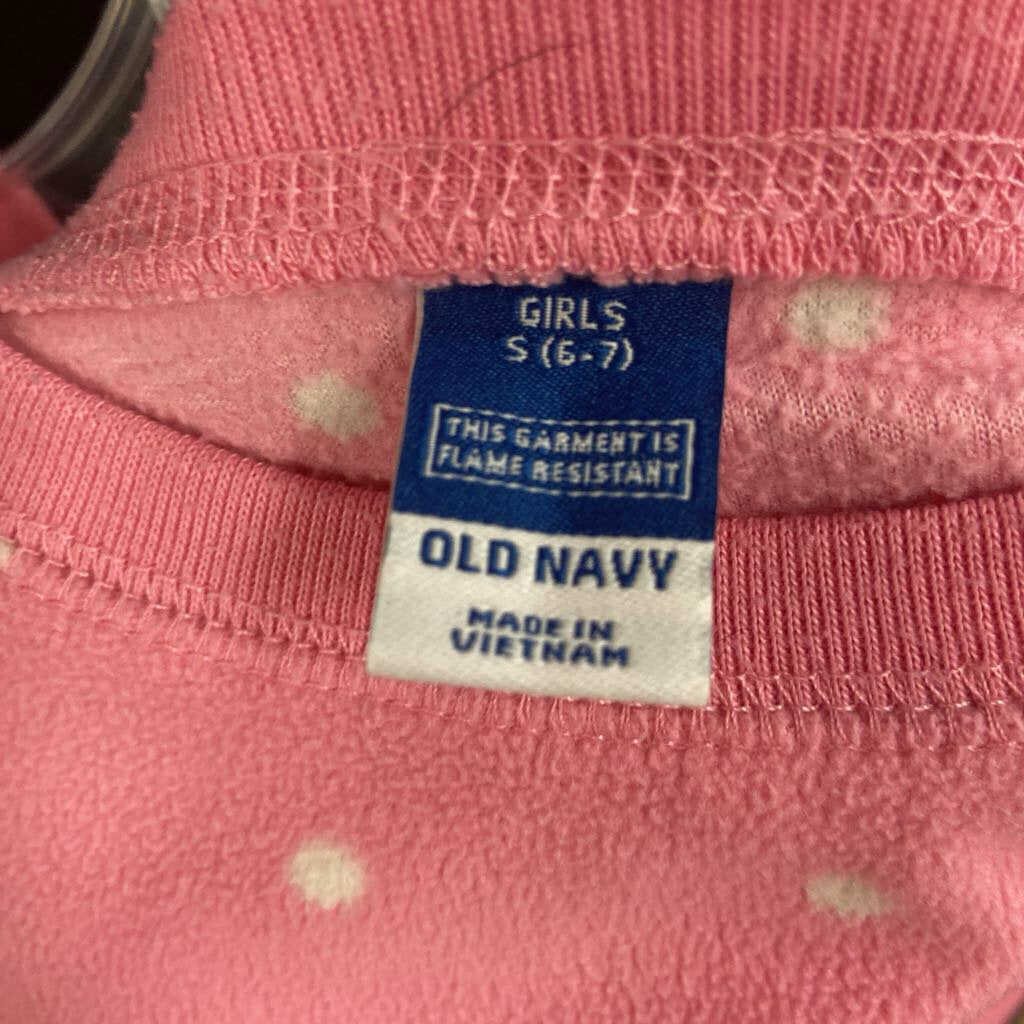 GIRLS
S (6-7)
THIS GARMENT IS
FLAME RESISTANT
OLD NAVY
MADE IN
VIETNAM